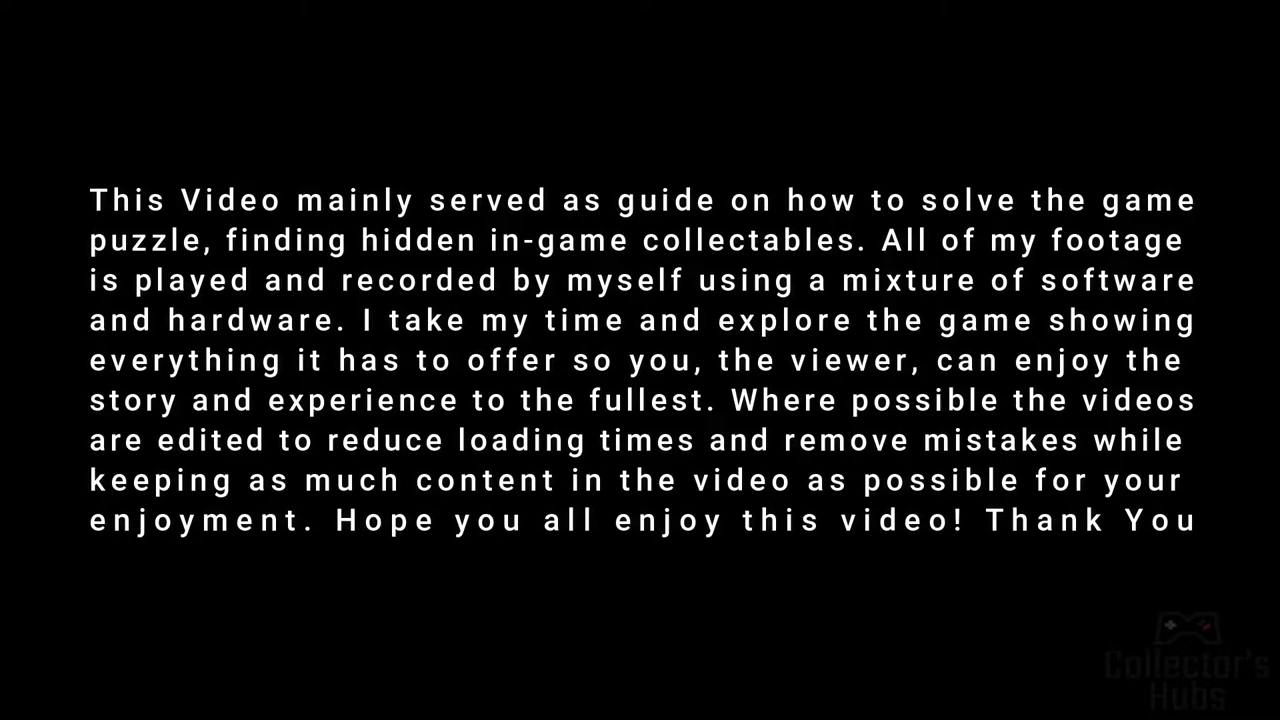 This Video mainly served as guide on how to solve the game
puzzle, finding hidden in-game collectables. All of my footage
is played and recorded by myself using a mixture of software
and hardware. I take my time and explore the game showing
everything it has to offer so you, the viewer, can enjoy the
story and experience to the fullest. Where possible the videos
are edited to reduce loading times and remove mistakes while
keeping as much content in the video as possible for your
enjoyment. Hope you all enjoy this video! Thank You
Collector's
Hubs